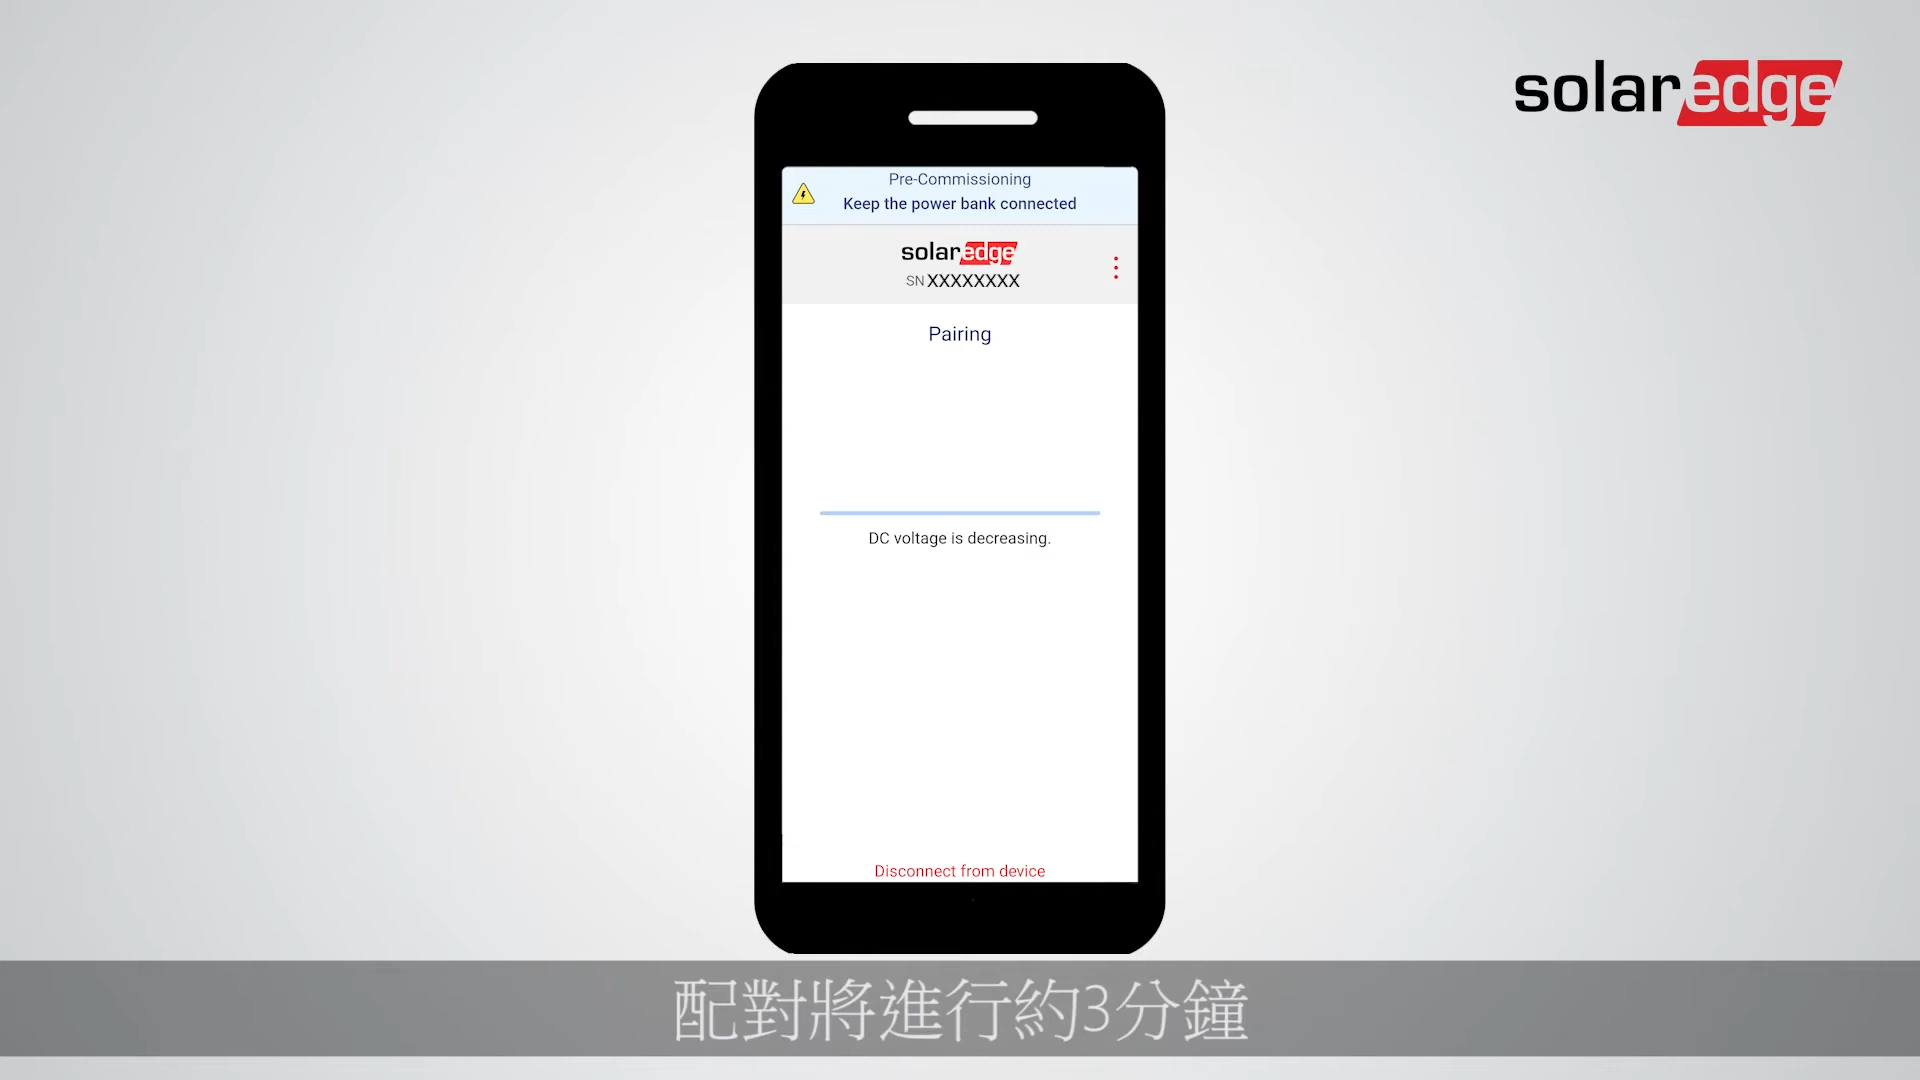 solaredge
Pre-Commissioning
Keep the power bank connected
solaredge
SN XXXXXXXX
Pairing
DC voltage is decreasing.
Disconnect from device
配對將進行約3分鐘